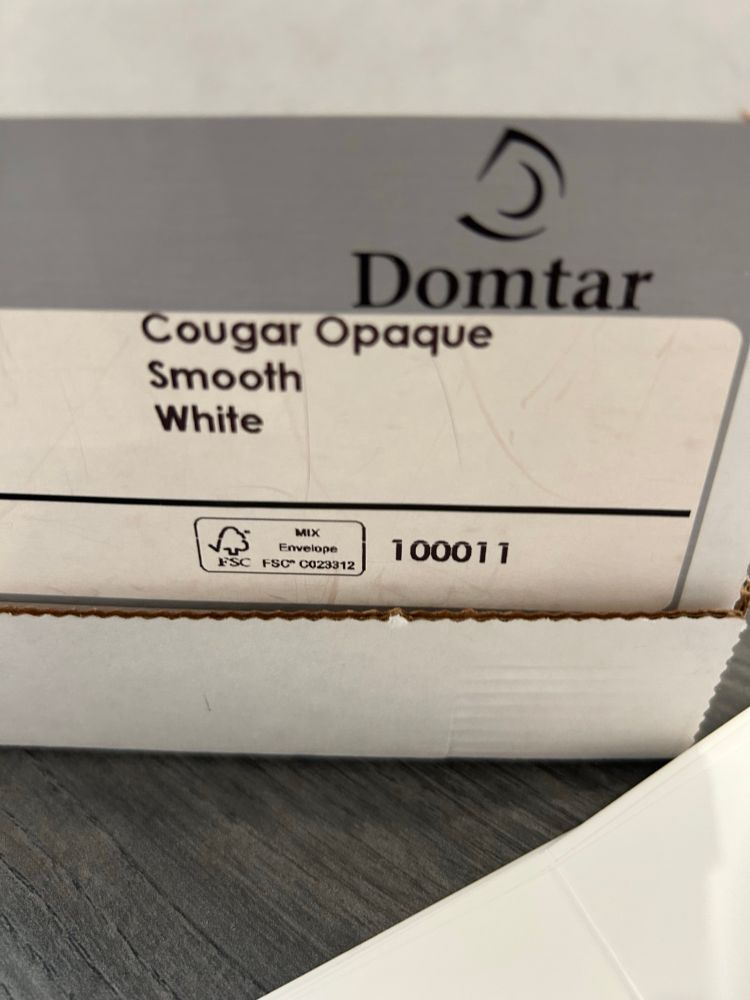 Domtar
Cougar Opaque
Smooth
White
MIX
Envelope
FSC FSC® C023312
100011